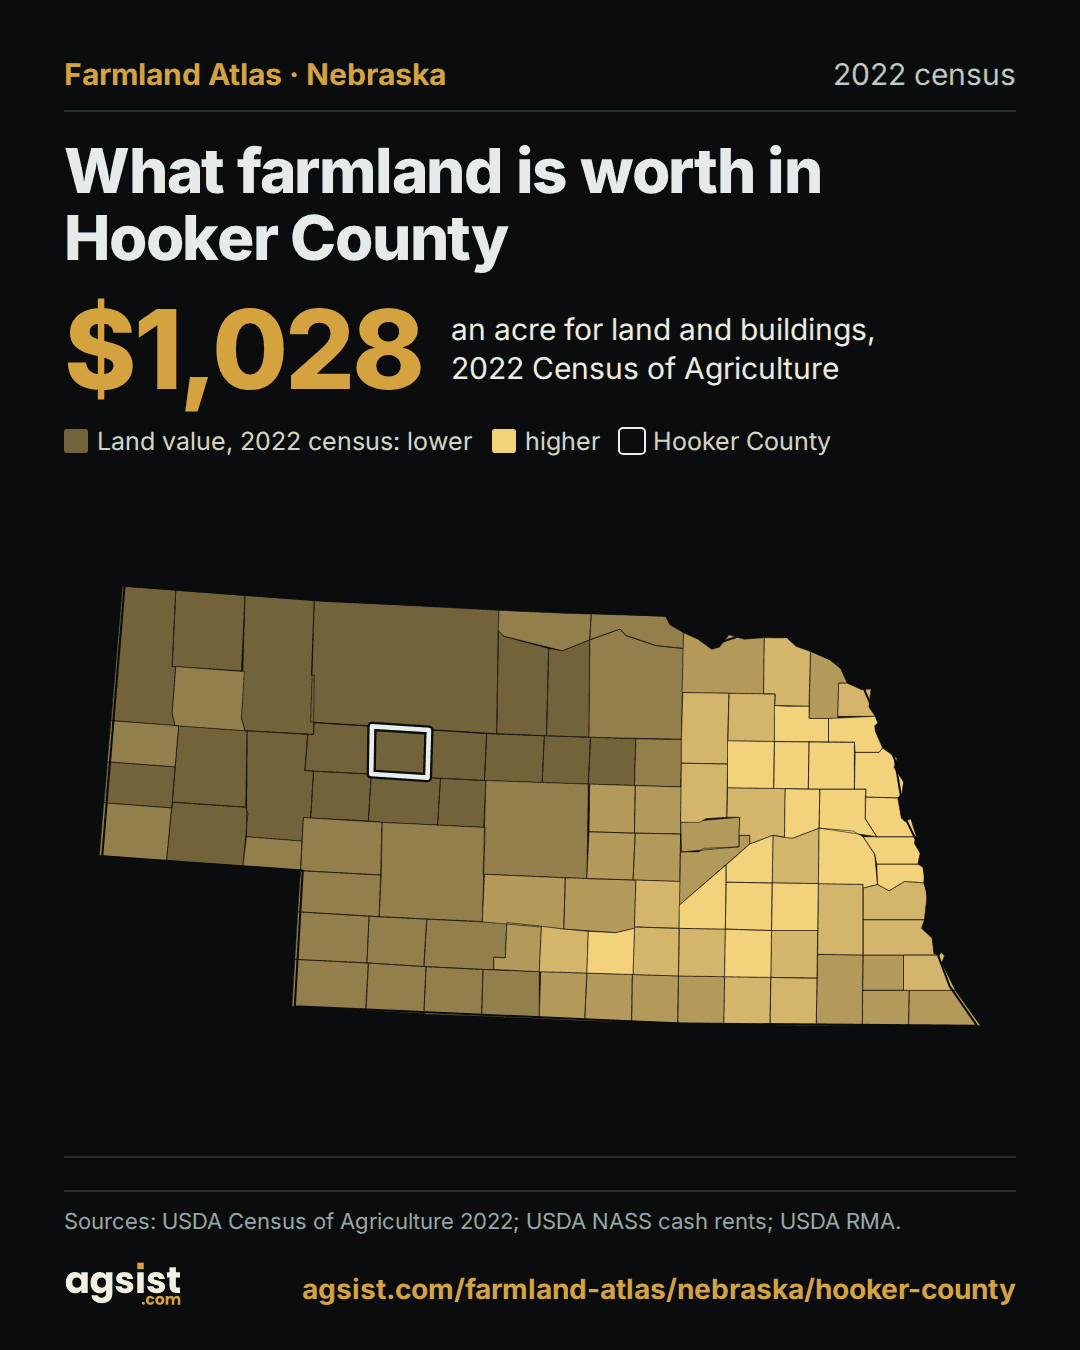 Farmland Atlas · Nebraska
2022 census
What farmland is worth in
Hooker County
$1,028
an acre for land and buildings,
2022 Census of Agriculture
Land value, 2022 census: lower
higher
Hooker County
Sources: USDA Census of Agriculture 2022; USDA NASS cash rents; USDA RMA.
agsist
.com
agsist.com/farmland-atlas/nebraska/hooker-county